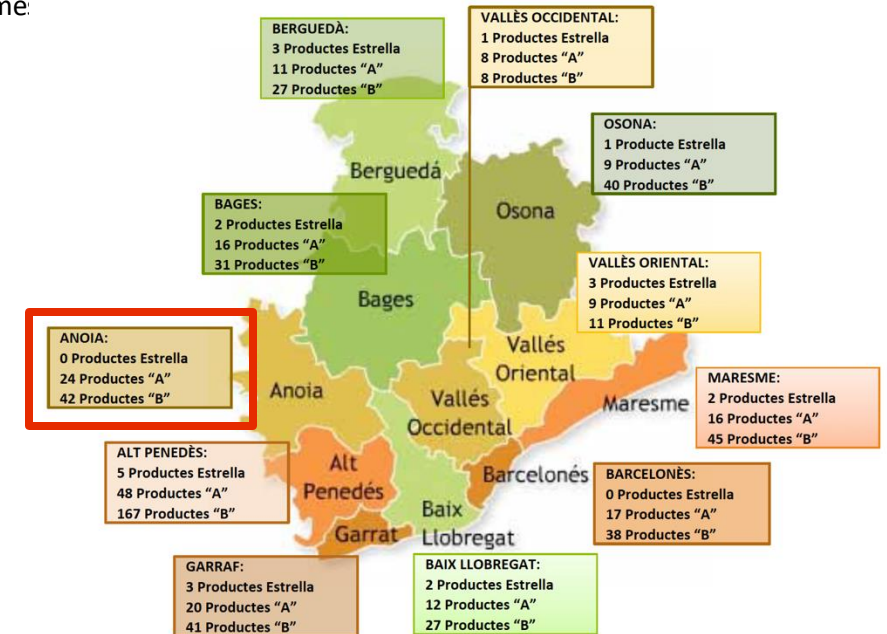 BERGUEDÀ:
3 Productes Estrella
11 Productes “A”
27 Productes “B”
VALLÈS OCCIDENTAL:
1 Productes Estrella
8 Productes “A”
8 Productes “B”
OSONA:
1 Producte Estrella
9 Productes “A”
40 Productes “B”
BAGES:
2 Productes Estrella
16 Productes “A”
31 Productes “B”
VALLÈS ORIENTAL:
3 Productes Estrella
9 Productes “A”
11 Productes “B”
ANOIA:
0 Productes Estrella
24 Productes “A”
42 Productes “B”
MARESME:
2 Productes Estrella
16 Productes “A”
45 Productes “B”
ALT PENEDÈS:
5 Productes Estrella
48 Productes “A”
167 Productes “B”
BARCELONÈS:
0 Productes Estrella
17 Productes “A”
38 Productes “B”
GARRAF:
3 Productes Estrella
20 Productes “A”
41 Productes “B”
BAIX LLOBREGAT:
2 Productes Estrella
12 Productes “A”
27 Productes “B”
Berguedá
Osona
Bages
Vallés
Oriental
Anoia
Vallés
Occidental
Maresme
Alt
Penedés
Barcelonés
Baix
Llobregat
Garrat